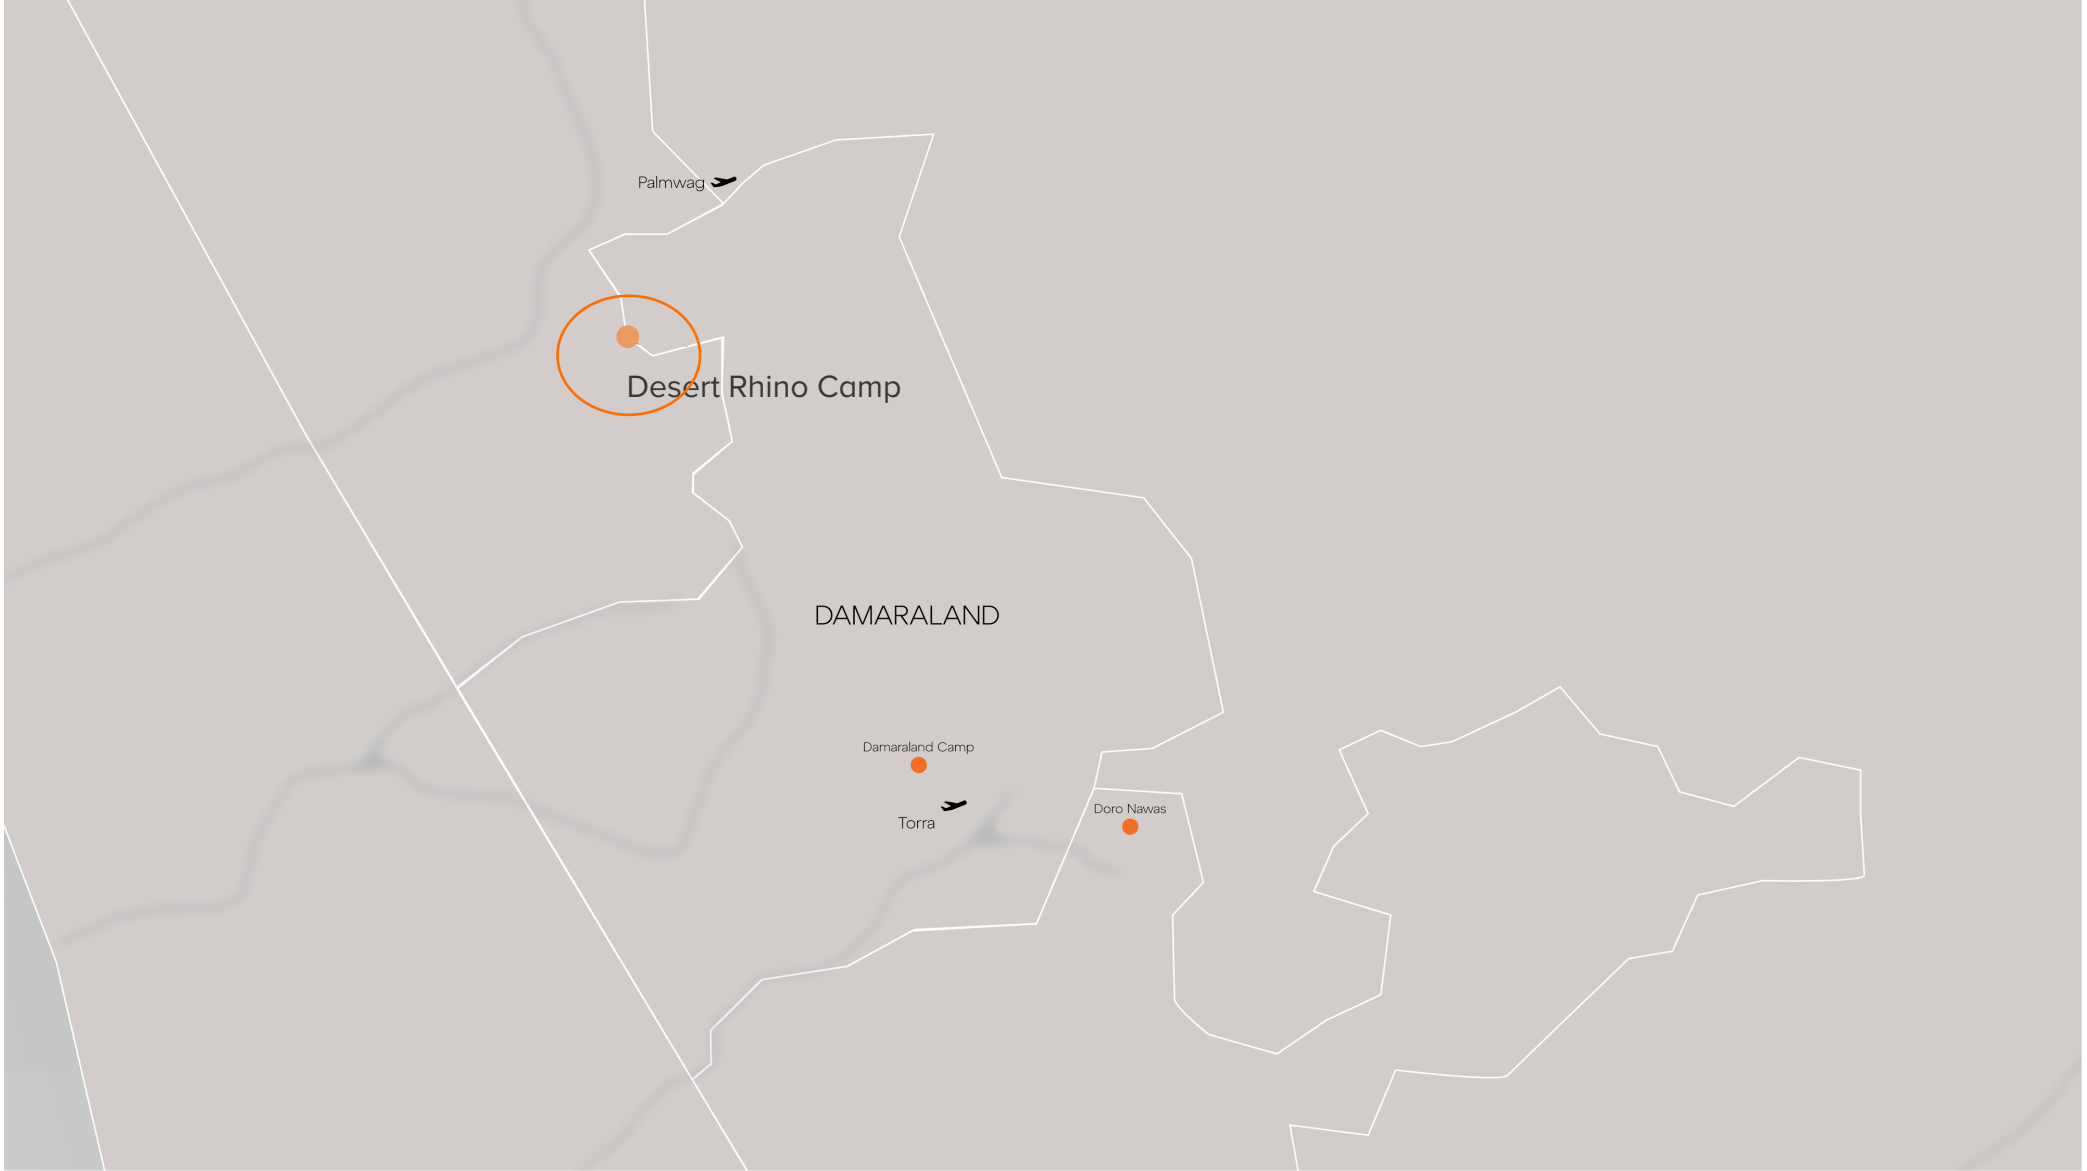 Palmwag
Desert Rhino Camp
DAMARALAND
Damaraland Camp
Torra
Doro Nawas